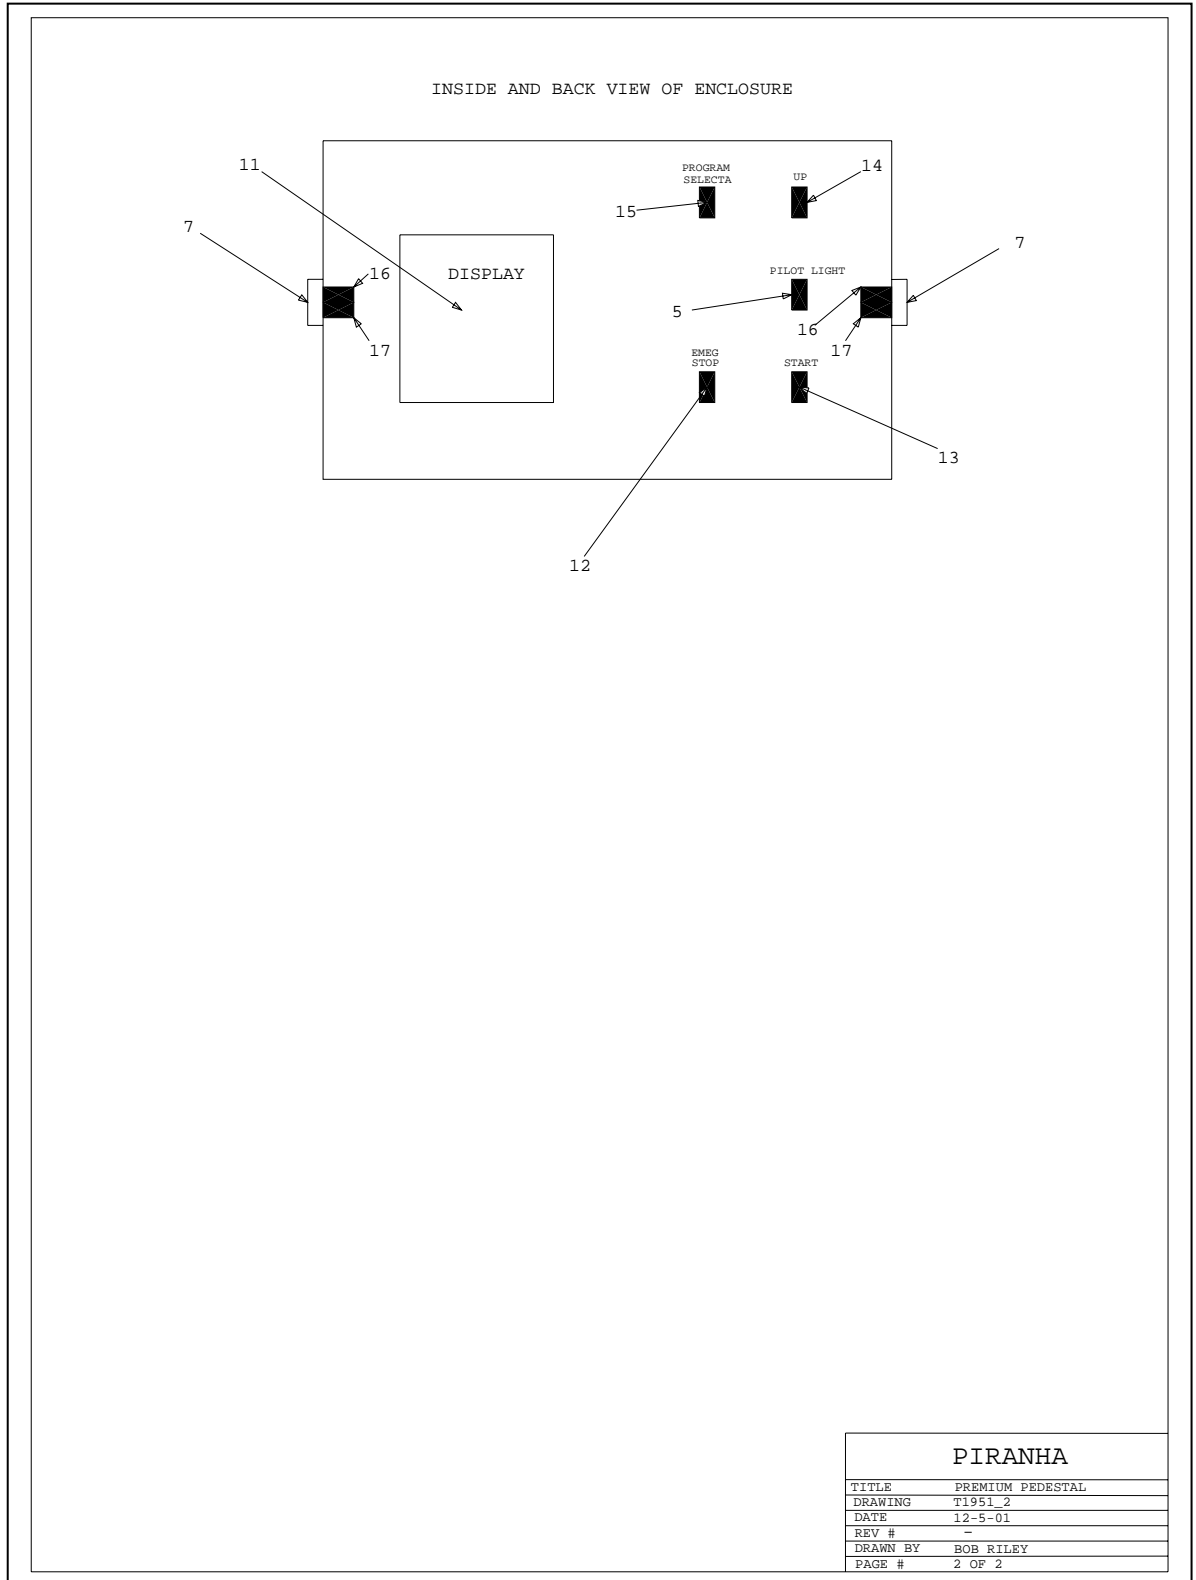 INSIDE AND BACK VIEW OF ENCLOSURE
11
PROGRAM
SELECTA
UP
14
15
7
7
DISPLAY
16
PILOT LIGHT
5
16
17
17
EMEG
STOP
START
13
12
PIRANHA
TITLE PREMIUM PEDESTAL
DRAWING T1951_2
DATE 12-5-01
REV # -
DRAWN BY BOB RILEY
PAGE # 2 OF 2